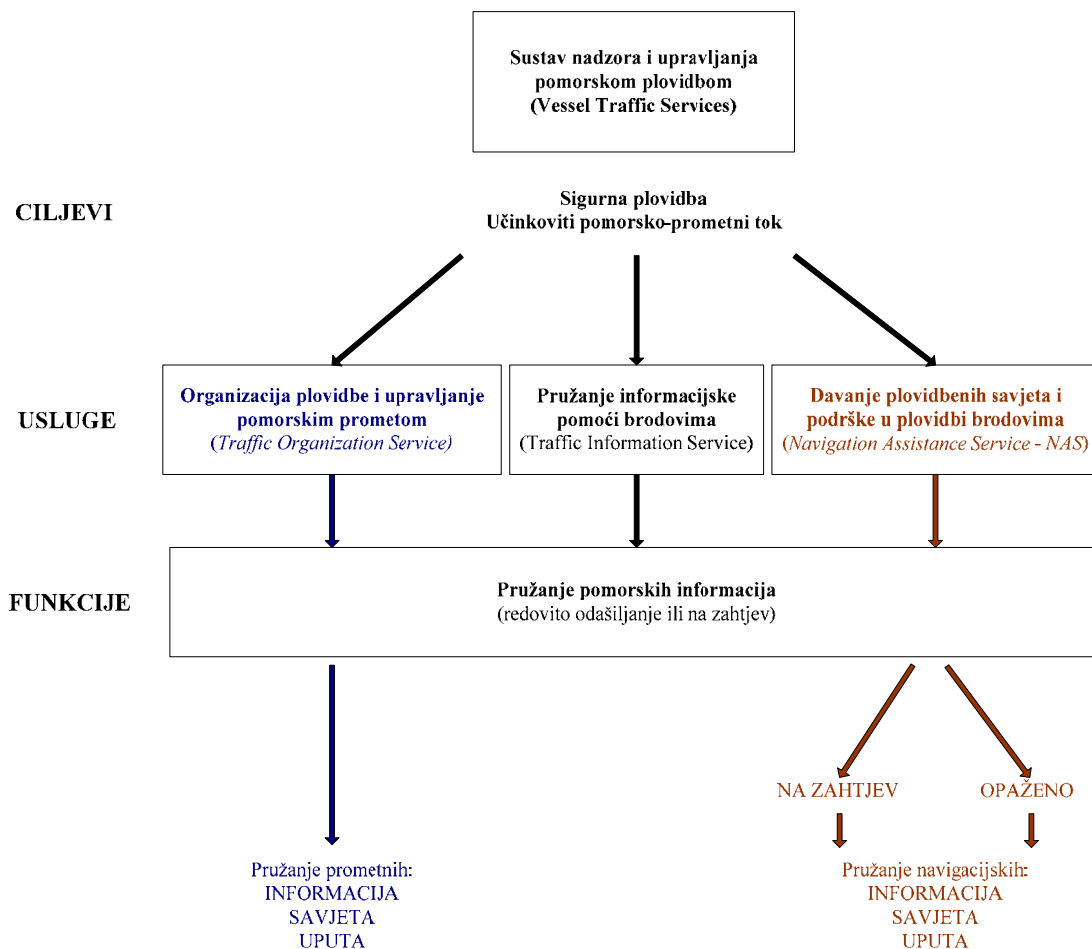 Sustav nadzora i upravljanja
pomorskom plovidbom
(Vessel Traffic Services)
CILJEVI
Sigurna plovidba
Učinkoviti pomorsko-prometni tok
USLUGE
Organizacija plovidbe i upravljanje
pomorskim prometom
(Traffic Organization Service)
Pružanje informacijske
pomoći brodovima
(Traffic Information Service)
Davanje plovidbenih savjeta i
podrške u plovidbi brodovima
(Navigation Assistance Service - NAS)
FUNKCIJE
Pružanje pomorskih informacija
(redovito odašiljanje ili na zahtjev)
NA ZAHTJEV
OPAŽENO
Pružanje prometnih:
INFORMACIJA
SAVJETA
UPUTA
Pružanje navigacijskih:
INFORMACIJA
SAVJETA
UPUTA